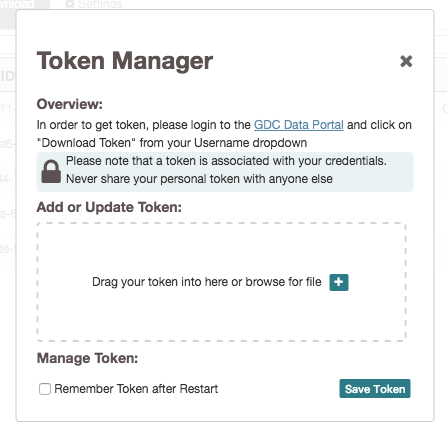 Settings
Token Manager
Overview:
In order to get token, please login to the GDC Data Portal and click on
"Download Token" from your Username dropdown
Please note that a token is associated with your credentials.
Never share your personal token with anyone else
Add or Update Token:
Drag your token into here or browse for file
Manage Token:
Remember Token after Restart
Save Token